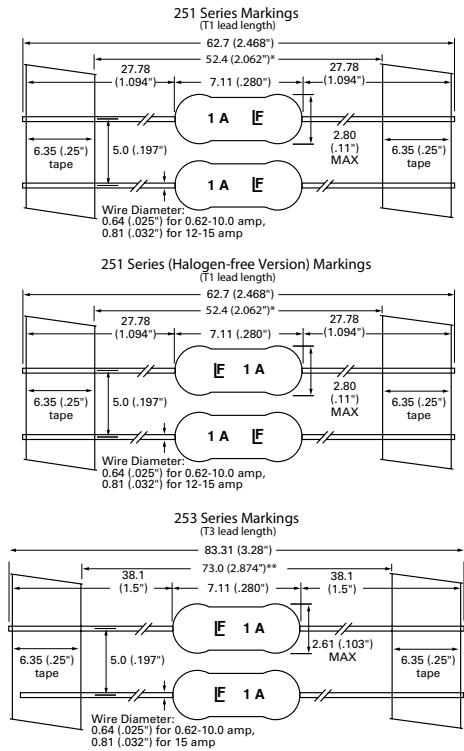 251 Series Markings
(T1 lead length)
62.7 (2.468")
52.4 (2.062")*
27.78
(1.094")
7.11 (.280")
27.78
(1.094")
1 A LF
6.35 (.25")
tape
5.0 (.197")
2.80
(.11")
MAX
6.35 (.25")
tape
1 A LF
Wire Diameter:
0.64 (.025") for 0.62-10.0 amp,
0.81 (.032") for 12-15 amp
251 Series (Halogen-free Version) Markings
(T1 lead length)
62.7 (2.468")
52.4 (2.062")*
27.78
(1.094")
7.11 (.280")
27.78
(1.094")
LF 1 A
6.35 (.25")
tape
5.0 (.197")
2.80
(.11")
MAX
6.35 (.25")
tape
1 A LF
Wire Diameter:
0.64 (.025") for 0.62-10.0 amp,
0.81 (.032") for 12-15 amp
253 Series Markings
(T3 lead length)
83.31 (3.28")
73.0 (2.874")**
38.1
(1.5")
7.11 (.280")
38.1
(1.5")
LF 1 A
6.35 (.25")
tape
5.0 (.197")
2.61 (.103")
MAX
6.35 (.25")
tape
LF 1 A
Wire Diameter:
0.64 (.025") for 0.62-10.0 amp,
0.81 (.032") for 15 amp